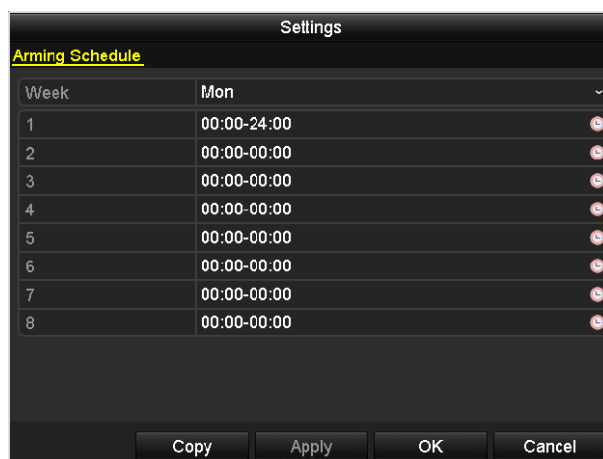 Settings
Arming Schedule
Week Mon
1 00:00-24:00
2 00:00-00:00
3 00:00-00:00
4 00:00-00:00
5 00:00-00:00
6 00:00-00:00
7 00:00-00:00
8 00:00-00:00
Copy Apply OK Cancel